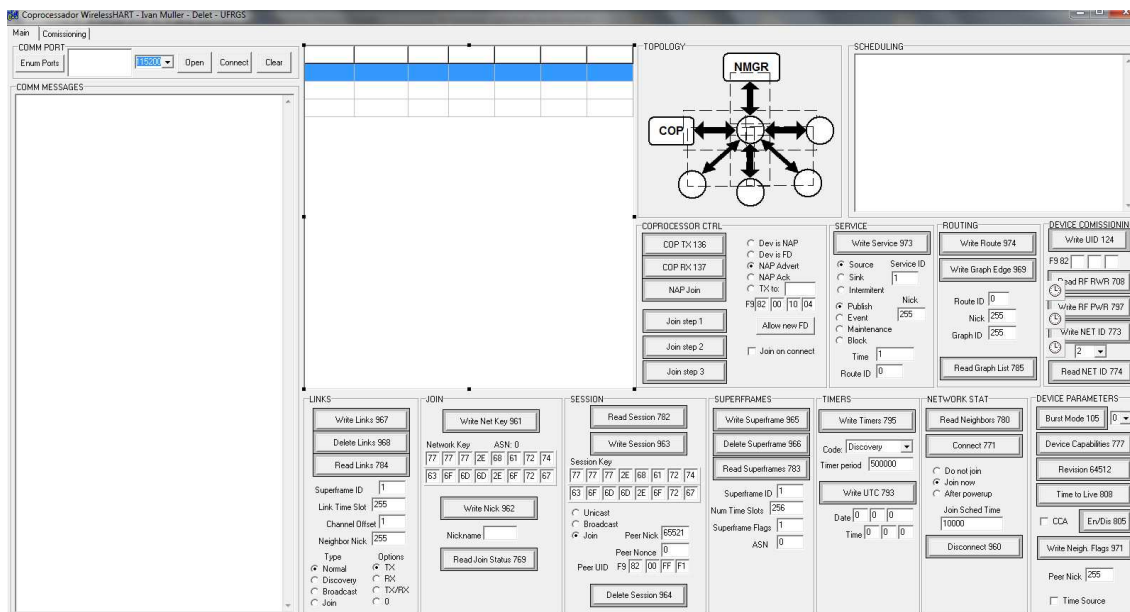 Coprocessador WirelessHART - Ivan Muller - Delet - UFRGS
Main Comissioning
COMM PORT
Enum Ports 115200 Open Connect Clear
COMM MESSAGES
TOPOLOGY
NMGR
COP
SCHEDULING
COPROCESSOR CTRL
COP TX 136
COP RX 137
NAP Join
Join step 1
Join step 2
Join step 3
Dev is NAP
Dev is FD
NAP Advert
NAP Ack
TX to:
F9 82 00 10 04
Allow new FD
Join on connect
SERVICE
Write Service 973
Source Service ID
Sink 1
Intermitent
Publish Nick
Event 255
Maintenance
Block
Time 1
Route ID 0
ROUTING
Write Route 974
Write Graph Edge 969
Route ID 0
Nick 255
Graph ID 255
Read Graph List 785
DEVICE COMISSIONIN
Write UID 124
F9 82
Read RF RWR 708
Write RF PWR 797
Write NET ID 773
2
Read NET ID 774
LINKS
Write Links 967
Delete Links 968
Read Links 784
Superframe ID 1
Link Time Slot 255
Channel Offset 1
Neighbor Nick 255
Type Options
Normal TX
Discovery RX
Broadcast TX/RX
Join 0
JOIN
Write Net Key 961
Network Key ASN: 0
77 77 77 2E 68 61 72 74
63 6F 6D 6D 2E 6F 72 67
Write Nick 962
Nickname
Read Join Status 769
SESSION
Read Session 782
Write Session 963
Session Key
77 77 77 2E 68 61 72 74
63 6F 6D 6D 2E 6F 72 67
Unicast
Broadcast
Join Peer Nick 65521
Peer Nonce 0
Peer UID F9 82 00 FF F1
Delete Session 964
SUPERFRAMES
Write Superframe 965
Delete Superframe 966
Read Superframes 783
Superframe ID 1
Num Time Slots 256
Superframe Flags 1
ASN 0
TIMERS
Write Timers 795
Code: Discovery
Timer period 500000
Write UTC 793
Date 0 0 0
Time 0 0 0
NETWORK STAT
Read Neighbors 780
Connect 771
Do not join
Join now
After powerup
Join Sched Time
10000
Disconnect 960
DEVICE PARAMETERS
Burst Mode 105 0
Device Capabilities 777
Revision 64512
Time to Live 808
CCA En/Dis 805
Write Neigh. Flags 971
Peer Nick 255
Time Source